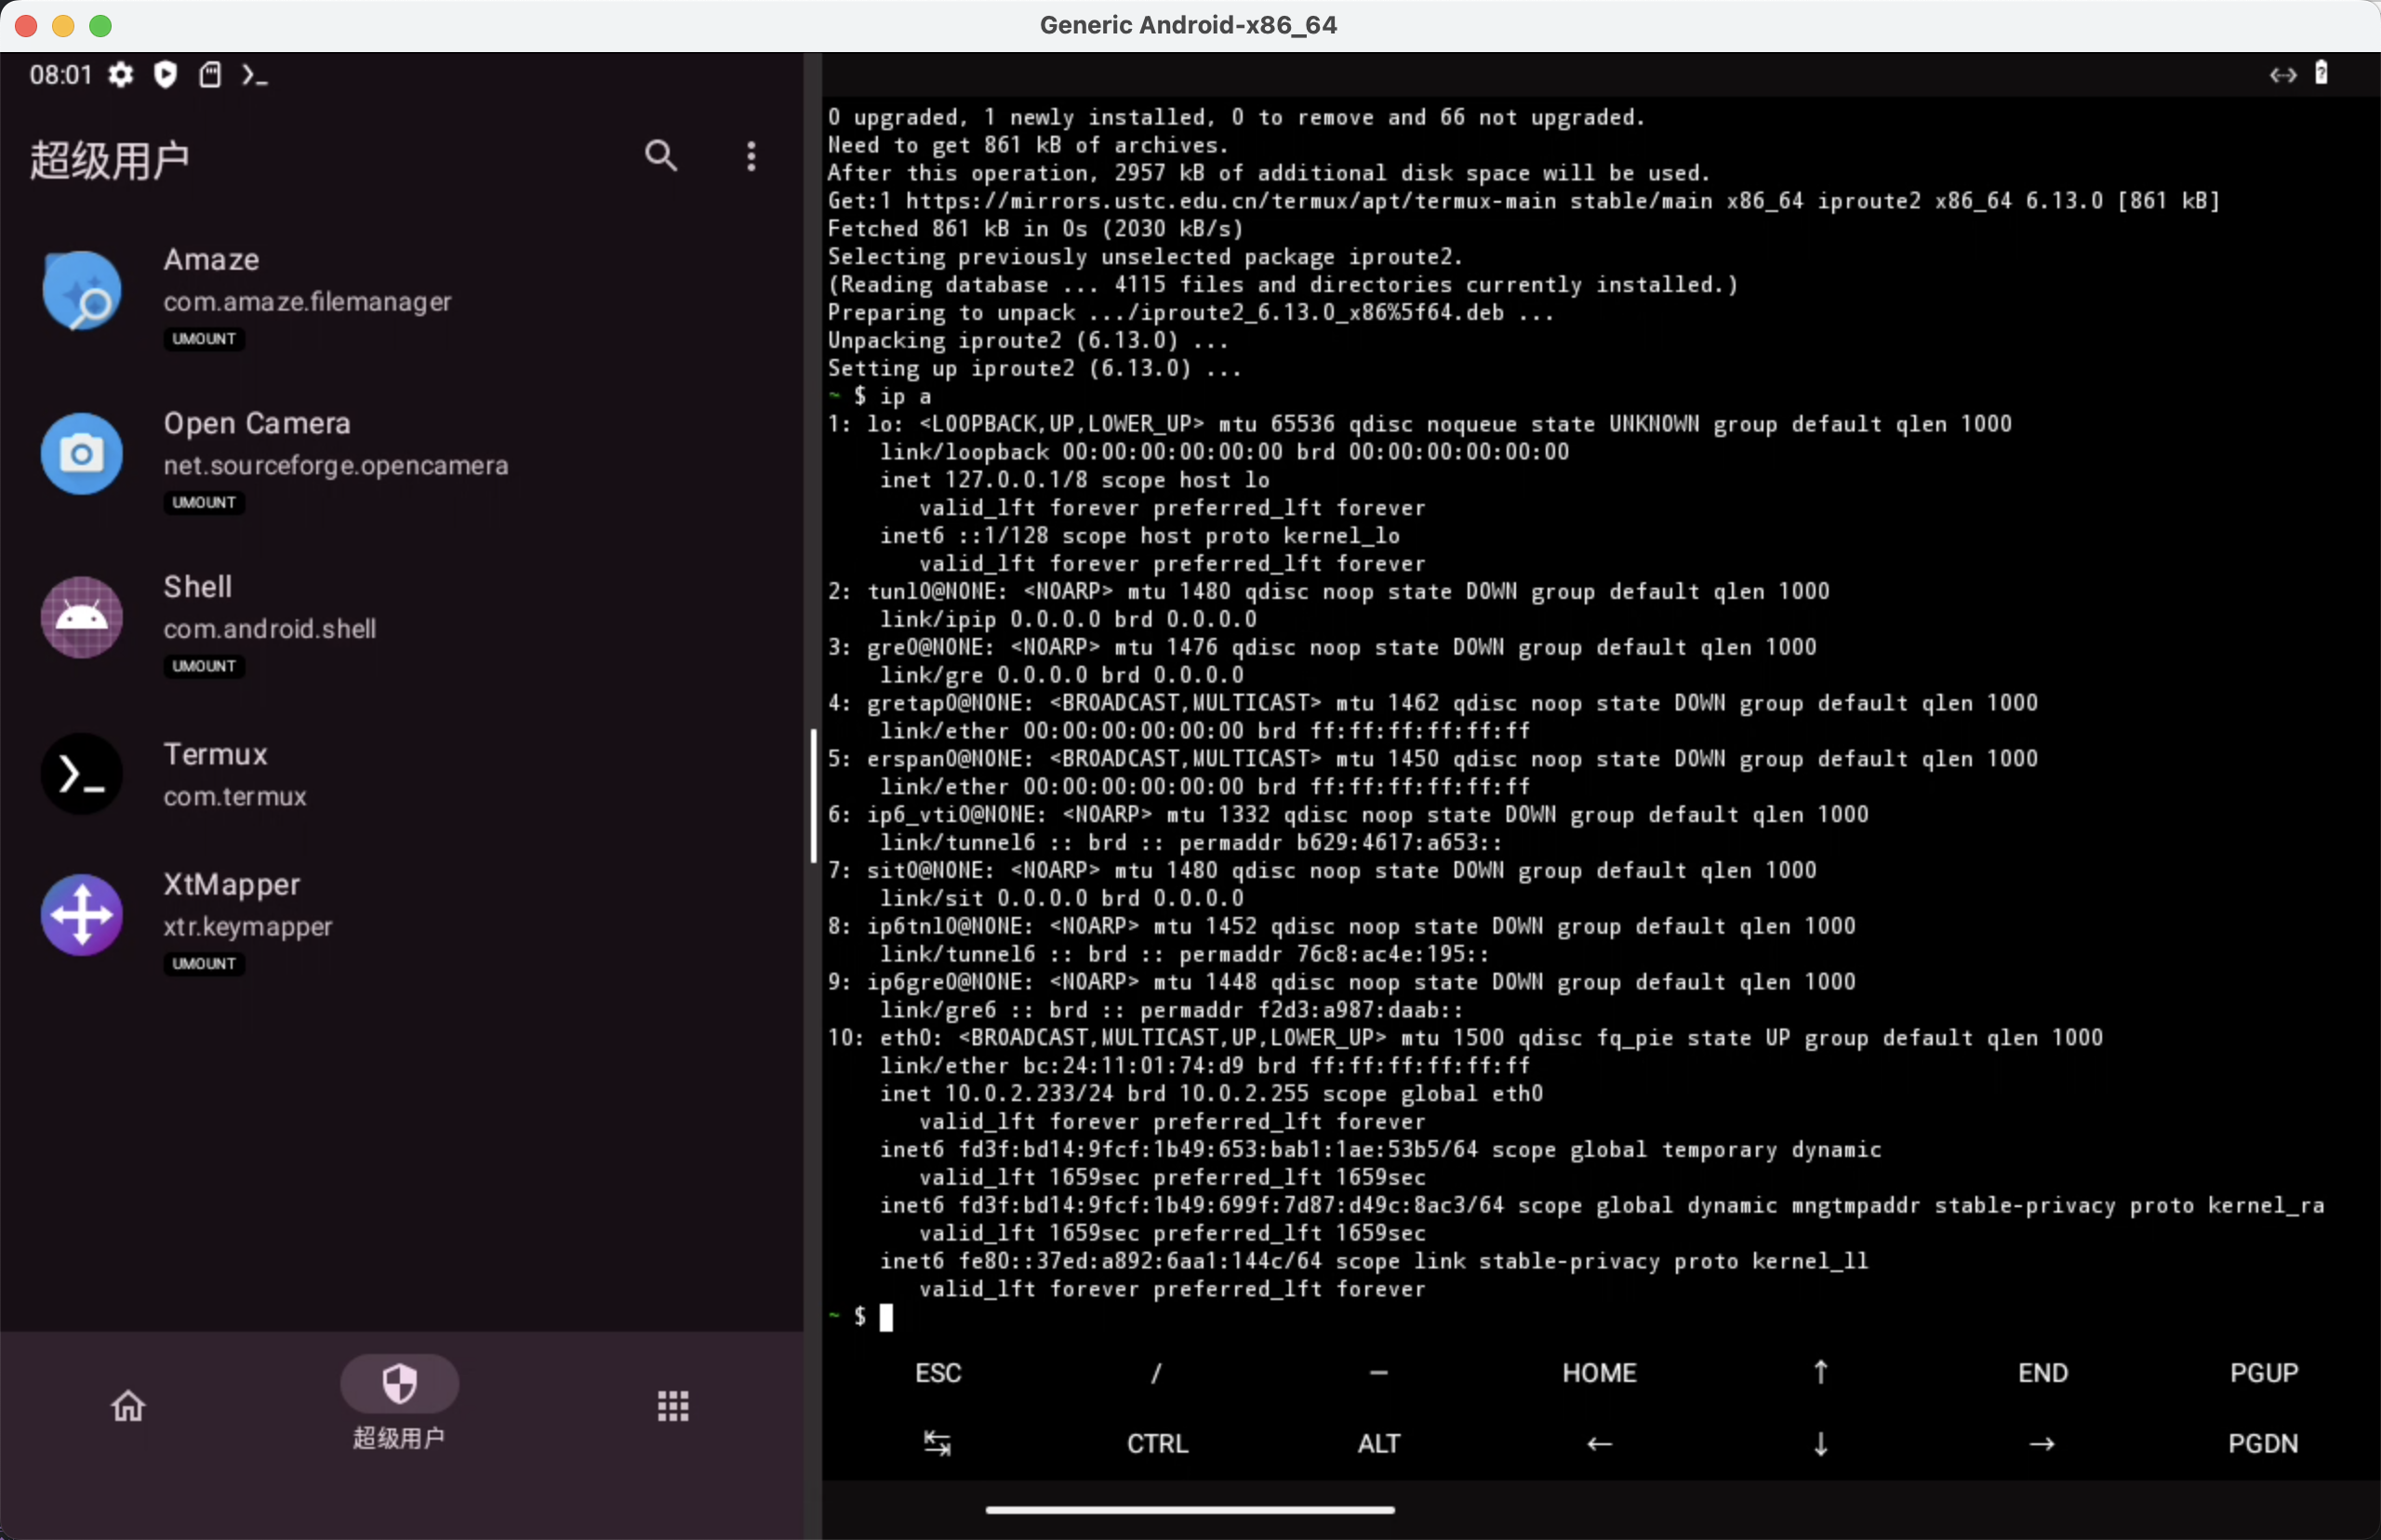 Generic Android-x86_64
08:01
超级用户
Amaze
com.amaze.filemanager
UMOUNT
Open Camera
net.sourceforge.opencamera
UMOUNT
Shell
com.android.shell
UMOUNT
Termux
com.termux
XtMapper
xtr.keymapper
UMOUNT
超级用户
0 upgraded, 1 newly installed, 0 to remove and 66 not upgraded.
Need to get 861 kB of archives.
After this operation, 2957 kB of additional disk space will be used.
Get:1 https://mirrors.ustc.edu.cn/termux/apt/termux-main stable/main x86_64 iproute2 x86_64 6.13.0 [861 kB]
Fetched 861 kB in 0s (2030 kB/s)
Selecting previously unselected package iproute2.
(Reading database ... 4115 files and directories currently installed.)
Preparing to unpack .../iproute2_6.13.0_x86%5f64.deb ...
Unpacking iproute2 (6.13.0) ...
Setting up iproute2 (6.13.0) ...
~ $ ip a
1: lo: <LOOPBACK,UP,LOWER_UP> mtu 65536 qdisc noqueue state UNKNOWN group default qlen 1000
link/loopback 00:00:00:00:00:00 brd 00:00:00:00:00:00
inet 127.0.0.1/8 scope host lo
valid_lft forever preferred_lft forever
inet6 ::1/128 scope host proto kernel_lo
valid_lft forever preferred_lft forever
2: tunl0@NONE: <NOARP> mtu 1480 qdisc noop state DOWN group default qlen 1000
link/ipip 0.0.0.0 brd 0.0.0.0
3: gre0@NONE: <NOARP> mtu 1476 qdisc noop state DOWN group default qlen 1000
link/gre 0.0.0.0 brd 0.0.0.0
4: gretap0@NONE: <BROADCAST,MULTICAST> mtu 1462 qdisc noop state DOWN group default qlen 1000
link/ether 00:00:00:00:00:00 brd ff:ff:ff:ff:ff:ff
5: erspan0@NONE: <BROADCAST,MULTICAST> mtu 1450 qdisc noop state DOWN group default qlen 1000
link/ether 00:00:00:00:00:00 brd ff:ff:ff:ff:ff:ff
6: ip6_vti0@NONE: <NOARP> mtu 1332 qdisc noop state DOWN group default qlen 1000
link/tunnel6 :: brd :: permaddr b629:4617:a653::
7: sit0@NONE: <NOARP> mtu 1480 qdisc noop state DOWN group default qlen 1000
link/sit 0.0.0.0 brd 0.0.0.0
8: ip6tnl0@NONE: <NOARP> mtu 1452 qdisc noop state DOWN group default qlen 1000
link/tunnel6 :: brd :: permaddr 76c8:ac4e:195::
9: ip6gre0@NONE: <NOARP> mtu 1448 qdisc noop state DOWN group default qlen 1000
link/gre6 :: brd :: permaddr f2d3:a987:daab::
10: eth0: <BROADCAST,MULTICAST,UP,LOWER_UP> mtu 1500 qdisc fq_pie state UP group default qlen 1000
link/ether bc:24:11:01:74:d9 brd ff:ff:ff:ff:ff:ff
inet 10.0.2.233/24 brd 10.0.2.255 scope global eth0
valid_lft forever preferred_lft forever
inet6 fd3f:bd14:9fcf:1b49:653:bab1:1ae:53b5/64 scope global temporary dynamic
valid_lft 1659sec preferred_lft 1659sec
inet6 fd3f:bd14:9fcf:1b49:699f:7d87:d49c:8ac3/64 scope global dynamic mngtmpaddr stable-privacy proto kernel_ra
valid_lft 1659sec preferred_lft 1659sec
inet6 fe80::37ed:a892:6aa1:144c/64 scope link stable-privacy proto kernel_ll
valid_lft forever preferred_lft forever
~ $
ESC / — HOME ↑ END PGUP
↹ CTRL ALT ← ↓ → PGDN